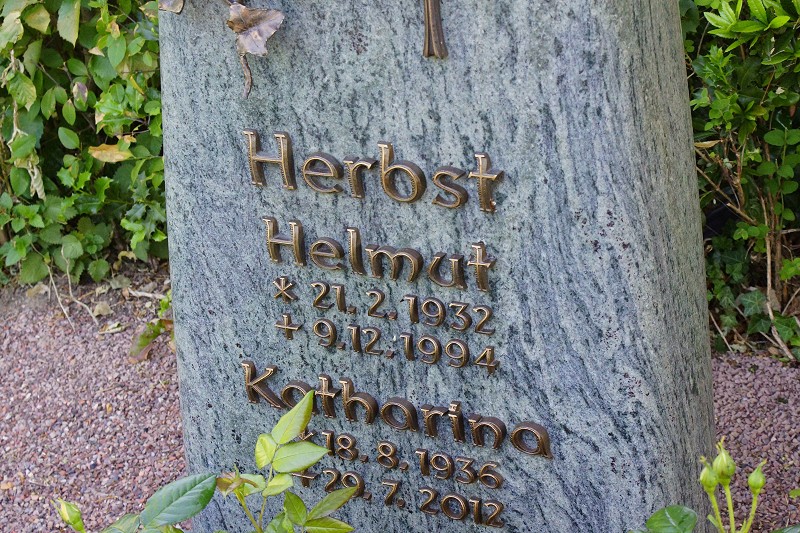 Herbst
Helmut
* 21. 2. 1932
+ 9.12. 1994
Katharina
* 18. 8. 1936
+ 29. 7. 2012